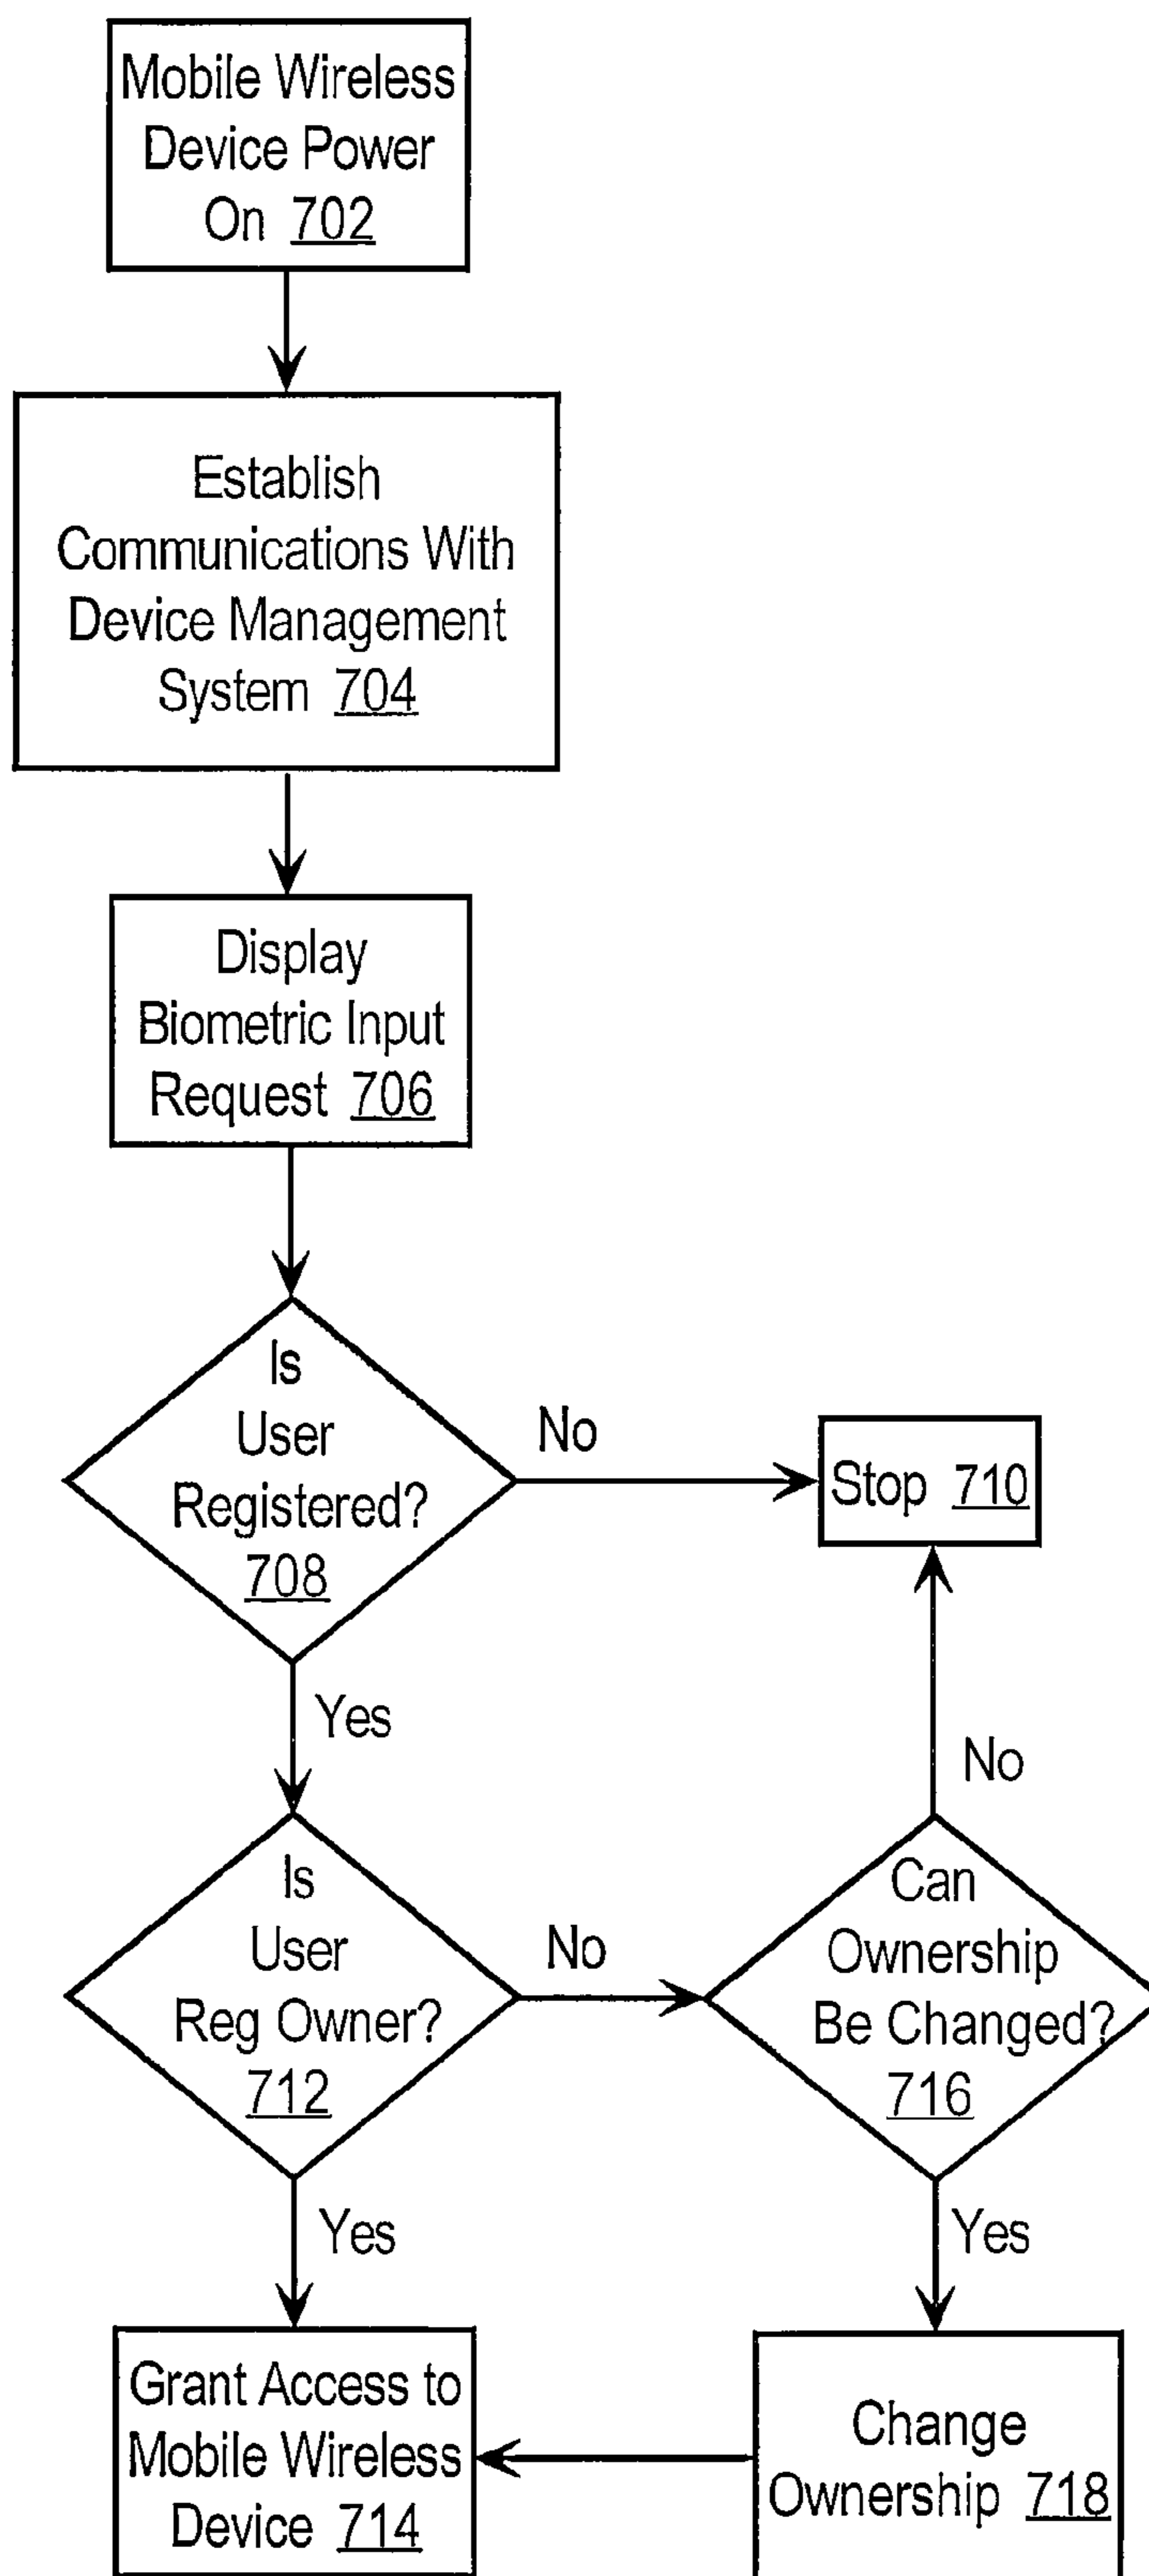 Mobile Wireless
Device Power
On 702
Establish
Communications With
Device Management
System 704
Display
Biometric Input
Request 706
Is
User
Registered?
708
No
Stop 710
Yes
No
Is
User
Reg Owner?
712
No
Can
Ownership
Be Changed?
716
Yes
Yes
Grant Access to
Mobile Wireless
Device 714
Change
Ownership 718